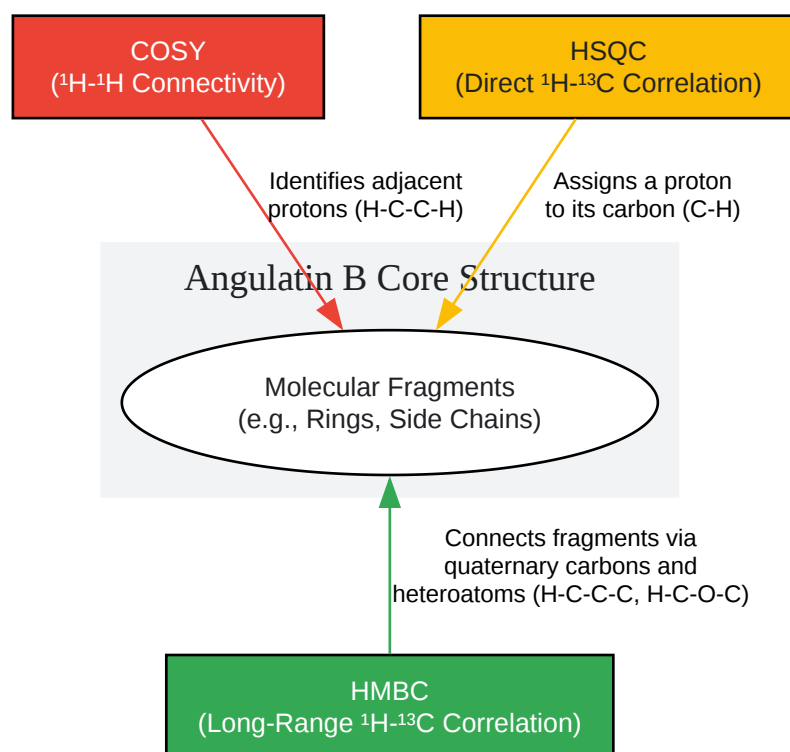 COSY
(¹H-¹H Connectivity)
HSQC
(Direct ¹H-¹³C Correlation)
Identifies adjacent
protons (H-C-C-H)
Assigns a proton
to its carbon (C-H)
Angulatin B Core Structure
Molecular Fragments
(e.g., Rings, Side Chains)
Connects fragments via
quaternary carbons and
heteroatoms (H-C-C-C, H-C-O-C)
HMBC
(Long-Range ¹H-¹³C Correlation)